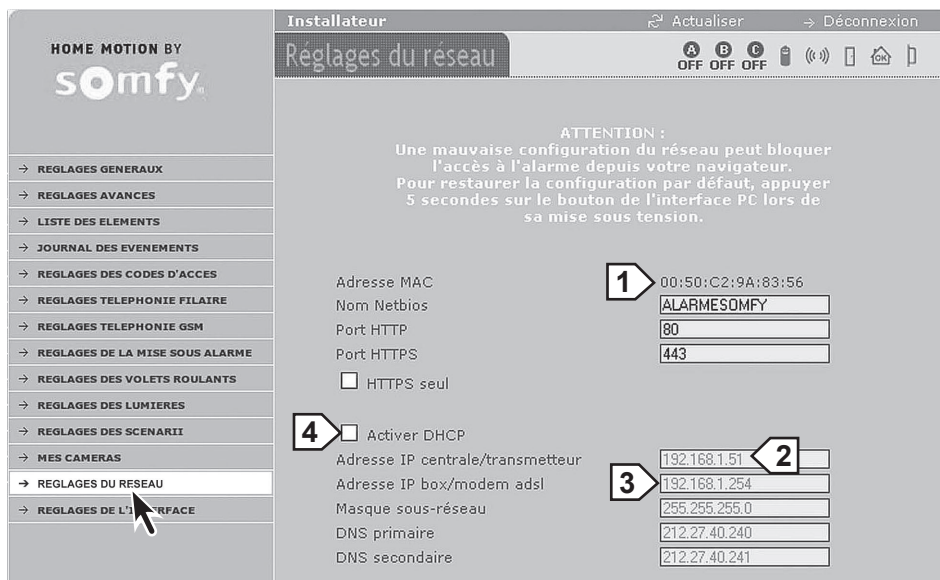 Installateur
Actualiser
→ Déconnexion
HOME MOTION BY
somfy
Réglages du réseau
A B C
OFF OFF OFF
OK
ATTENTION :
Une mauvaise configuration du réseau peut bloquer
l'accès à l'alarme depuis votre navigateur.
Pour restaurer la configuration par défaut, appuyer
5 secondes sur le bouton de l'interface PC lors de
sa mise sous tension.
→ REGLAGES GENERAUX
→ REGLAGES AVANCES
→ LISTE DES ELEMENTS
→ JOURNAL DES EVENEMENTS
→ REGLAGES DES CODES D'ACCES
→ REGLAGES TELEPHONIE FILAIRE
→ REGLAGES TELEPHONIE GSM
→ REGLAGES DE LA MISE SOUS ALARME
→ REGLAGES DES VOLETS ROULANTS
→ REGLAGES DES LUMIERES
→ REGLAGES DES SCENARII
→ MES CAMERAS
→ REGLAGES DU RESEAU
→ REGLAGES DE
Adresse MAC 1 00:50:C2:9A:83:56
Nom Netbios ALARMESOMFY
Port HTTP 80
Port HTTPS 443
HTTPS seul
4 Activer DHCP
Adresse IP centrale/transmetteur 192.168.1.51 2
Adresse IP box/modem adsl 3 192.168.1.254
Masque sous-réseau 255.255.255.0
DNS primaire 212.27.40.240
DNS secondaire 212.27.40.241